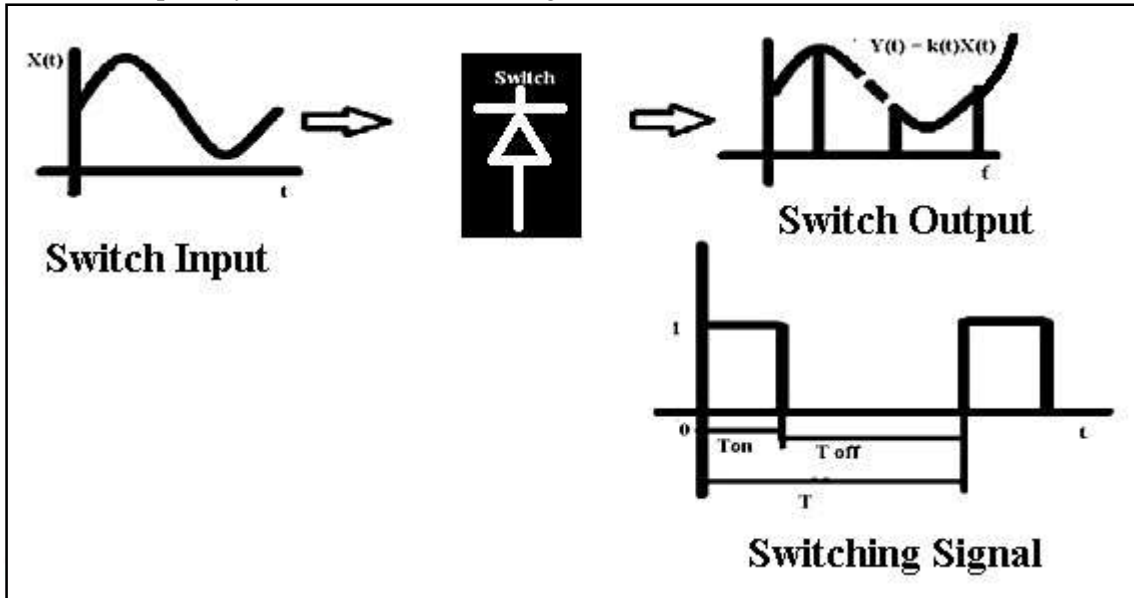 X(t)
t
Switch Input
Switch
Y(t) - k(t)X(t)
Switch Output
1
0
Ton
T off
T
t
Switching Signal